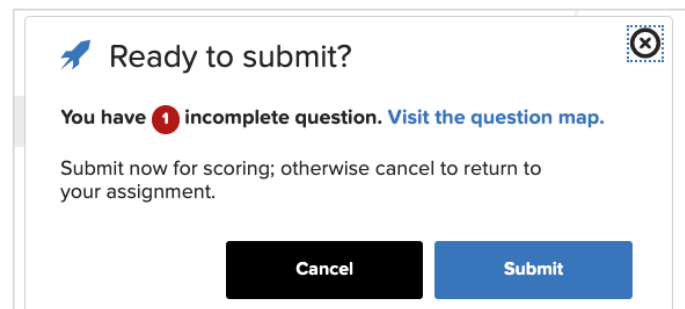 Ready to submit?
You have 1 incomplete question. Visit the question map.
Submit now for scoring; otherwise cancel to return to
your assignment.
Cancel Submit